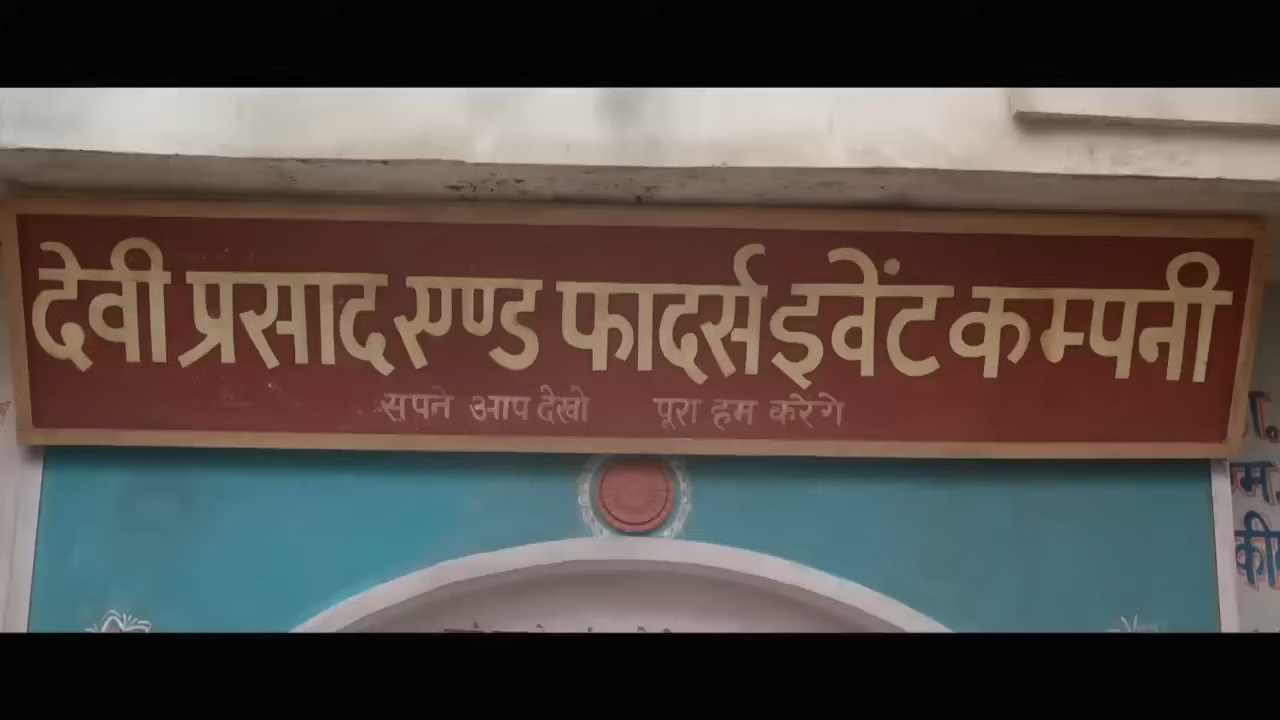 देवी प्रसाद एण्ड फादर्स इवेंट कम्पनी
सपने आप देखो पूरा हम करेंगे